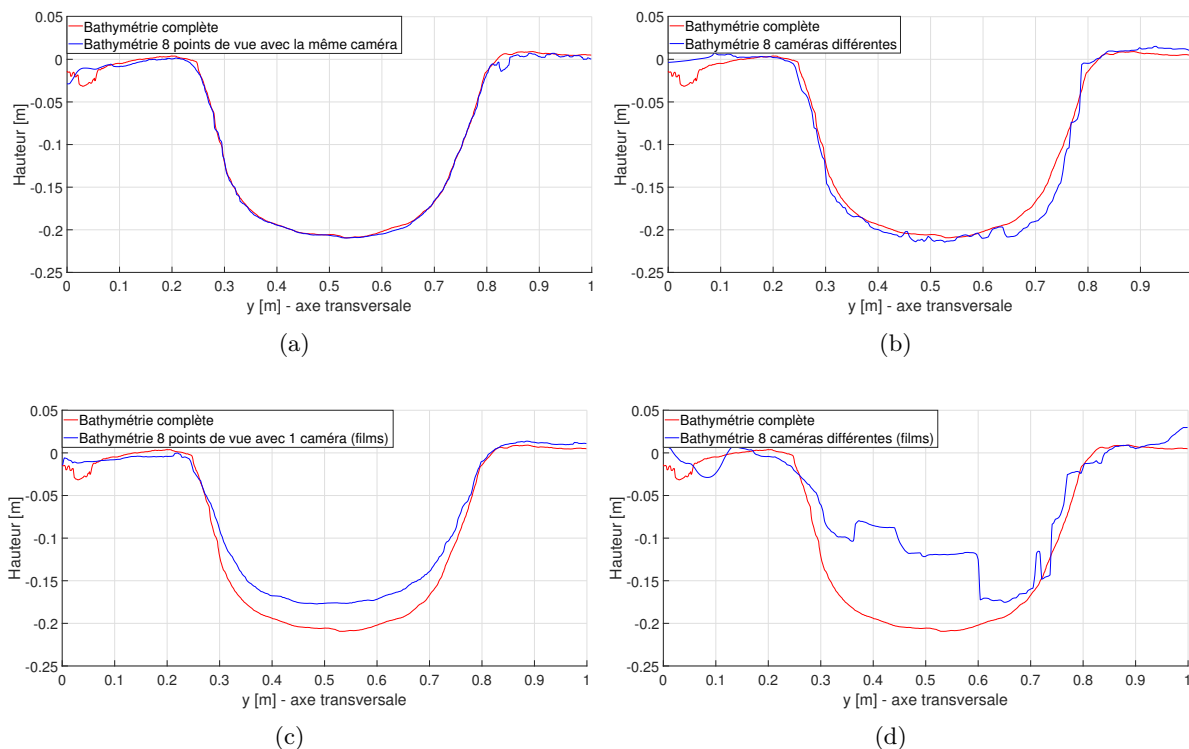 0.05
Bathymétrie complète
Bathymétrie 8 points de vue avec la même caméra
0
-0.05
-0.1
-0.15
-0.2
-0.25
Hauteur [m]
0 0.1 0.2 0.3 0.4 0.5 0.6 0.7 0.8 0.9 1
y [m] - axe transversale
(a)
0.05
Bathymétrie complète
Bathymétrie 8 caméras différentes
0
-0.05
-0.1
-0.15
-0.2
-0.25
Hauteur [m]
0 0.1 0.2 0.3 0.4 0.5 0.6 0.7 0.8 0.9 1
y [m] - axe transversale
(b)
0.05
Bathymétrie complète
Bathymétrie 8 points de vue avec 1 caméra (films)
0
-0.05
-0.1
-0.15
-0.2
-0.25
Hauteur [m]
0 0.1 0.2 0.3 0.4 0.5 0.6 0.7 0.8 0.9 1
y [m] - axe transversale
(c)
0.05
Bathymétrie complète
Bathymétrie 8 caméras différentes (films)
0
-0.05
-0.1
-0.15
-0.2
-0.25
Hauteur [m]
0 0.1 0.2 0.3 0.4 0.5 0.6 0.7 0.8 0.9 1
y [m] - axe transversale
(d)